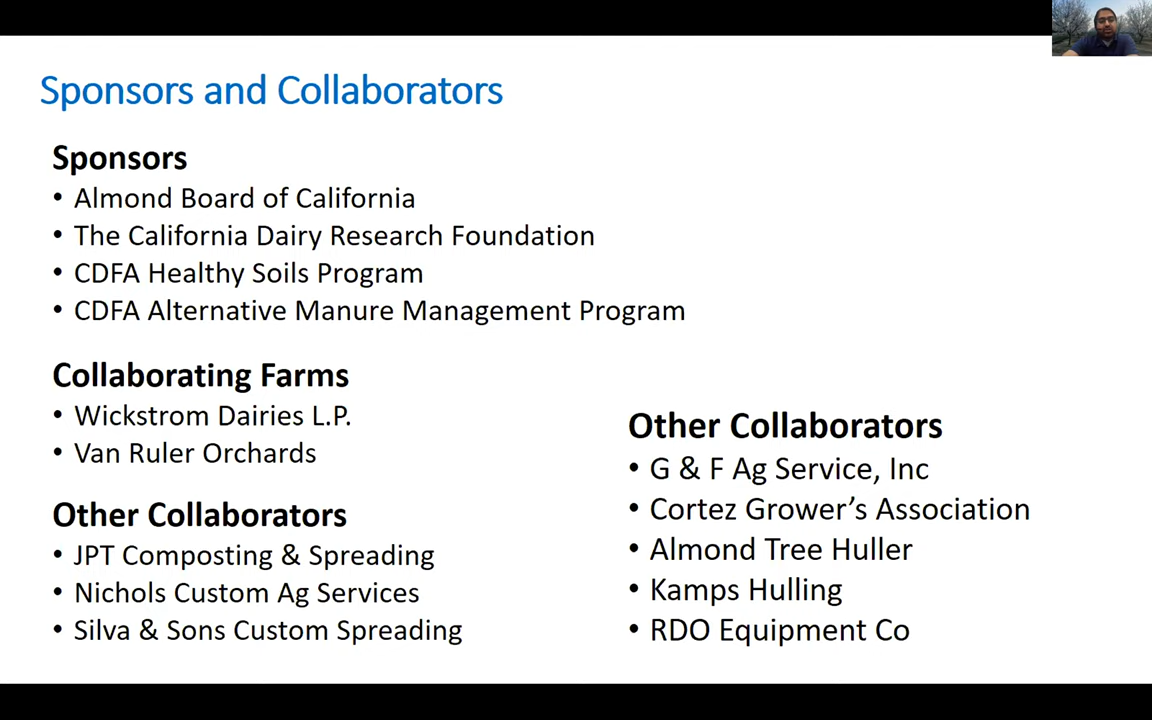 Sponsors and Collaborators
Sponsors
• Almond Board of California
• The California Dairy Research Foundation
• CDFA Healthy Soils Program
• CDFA Alternative Manure Management Program
Collaborating Farms
• Wickstrom Dairies L.P.
• Van Ruler Orchards
Other Collaborators
• JPT Composting & Spreading
• Nichols Custom Ag Services
• Silva & Sons Custom Spreading
Other Collaborators
• G & F Ag Service, Inc
• Cortez Grower’s Association
• Almond Tree Huller
• Kamps Hulling
• RDO Equipment Co